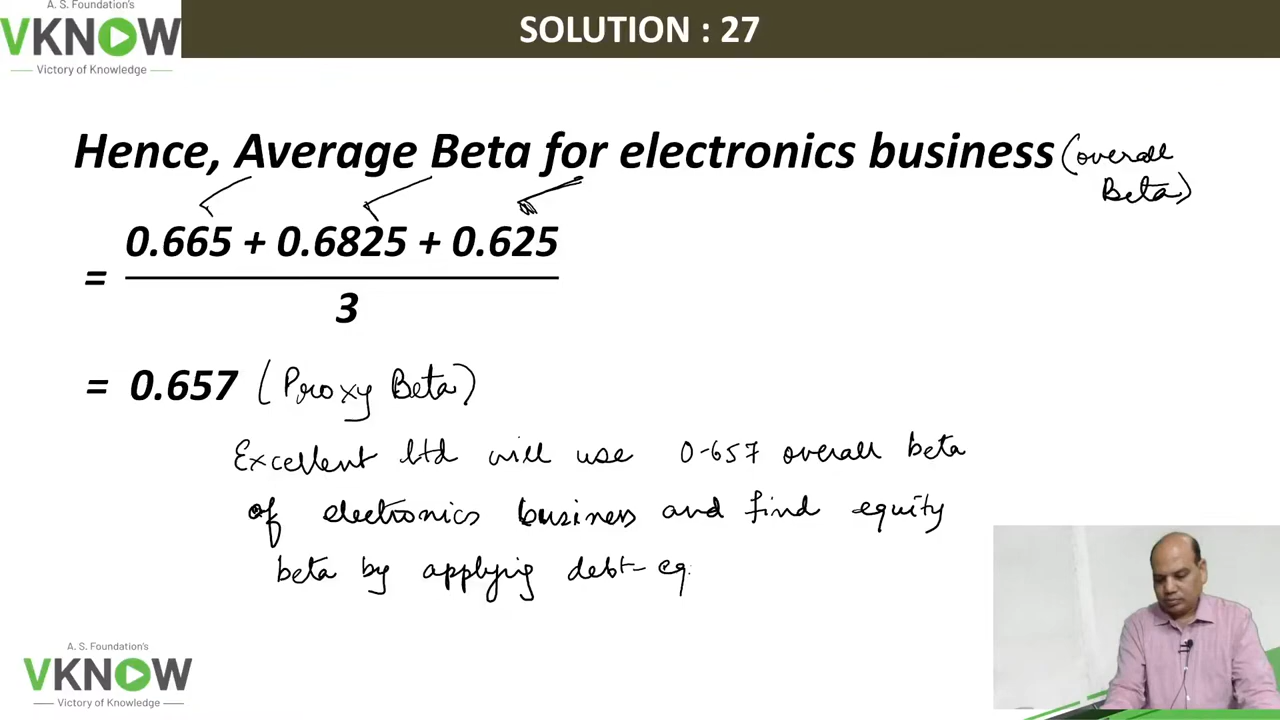 A. S. Foundation's
VKNOW
Victory of Knowledge
SOLUTION : 27
Hence, Average Beta for electronics business (overall
Beta)
0.665 + 0.6825 + 0.625
=
3
= 0.657 (Proxy Beta)
Excellent ltd will use 0.657 overall beta
of electronics business and find equity
beta by applying debt-eq
A. S. Foundation's
VKNOW
Victory of Knowledge